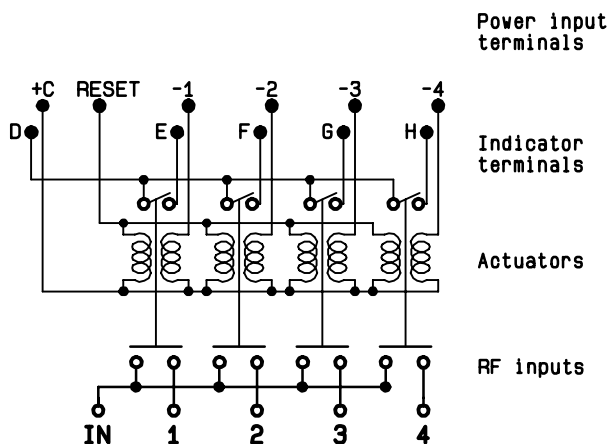 Power input
terminals
+C RESET -1 -2 -3 -4
D E F G H
Indicator
terminals
Actuators
RF inputs
IN 1 2 3 4